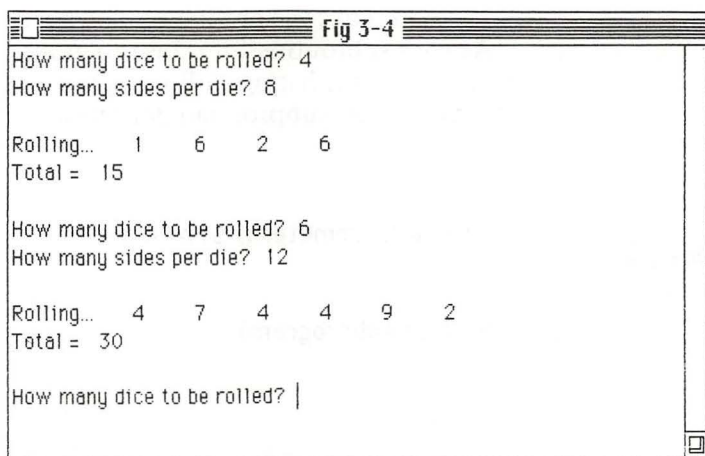 Fig 3-4
How many dice to be rolled? 4
How many sides per die? 8
Rolling... 1 6 2 6
Total = 15
How many dice to be rolled? 6
How many sides per die? 12
Rolling... 4 7 4 4 9 2
Total = 30
How many dice to be rolled?